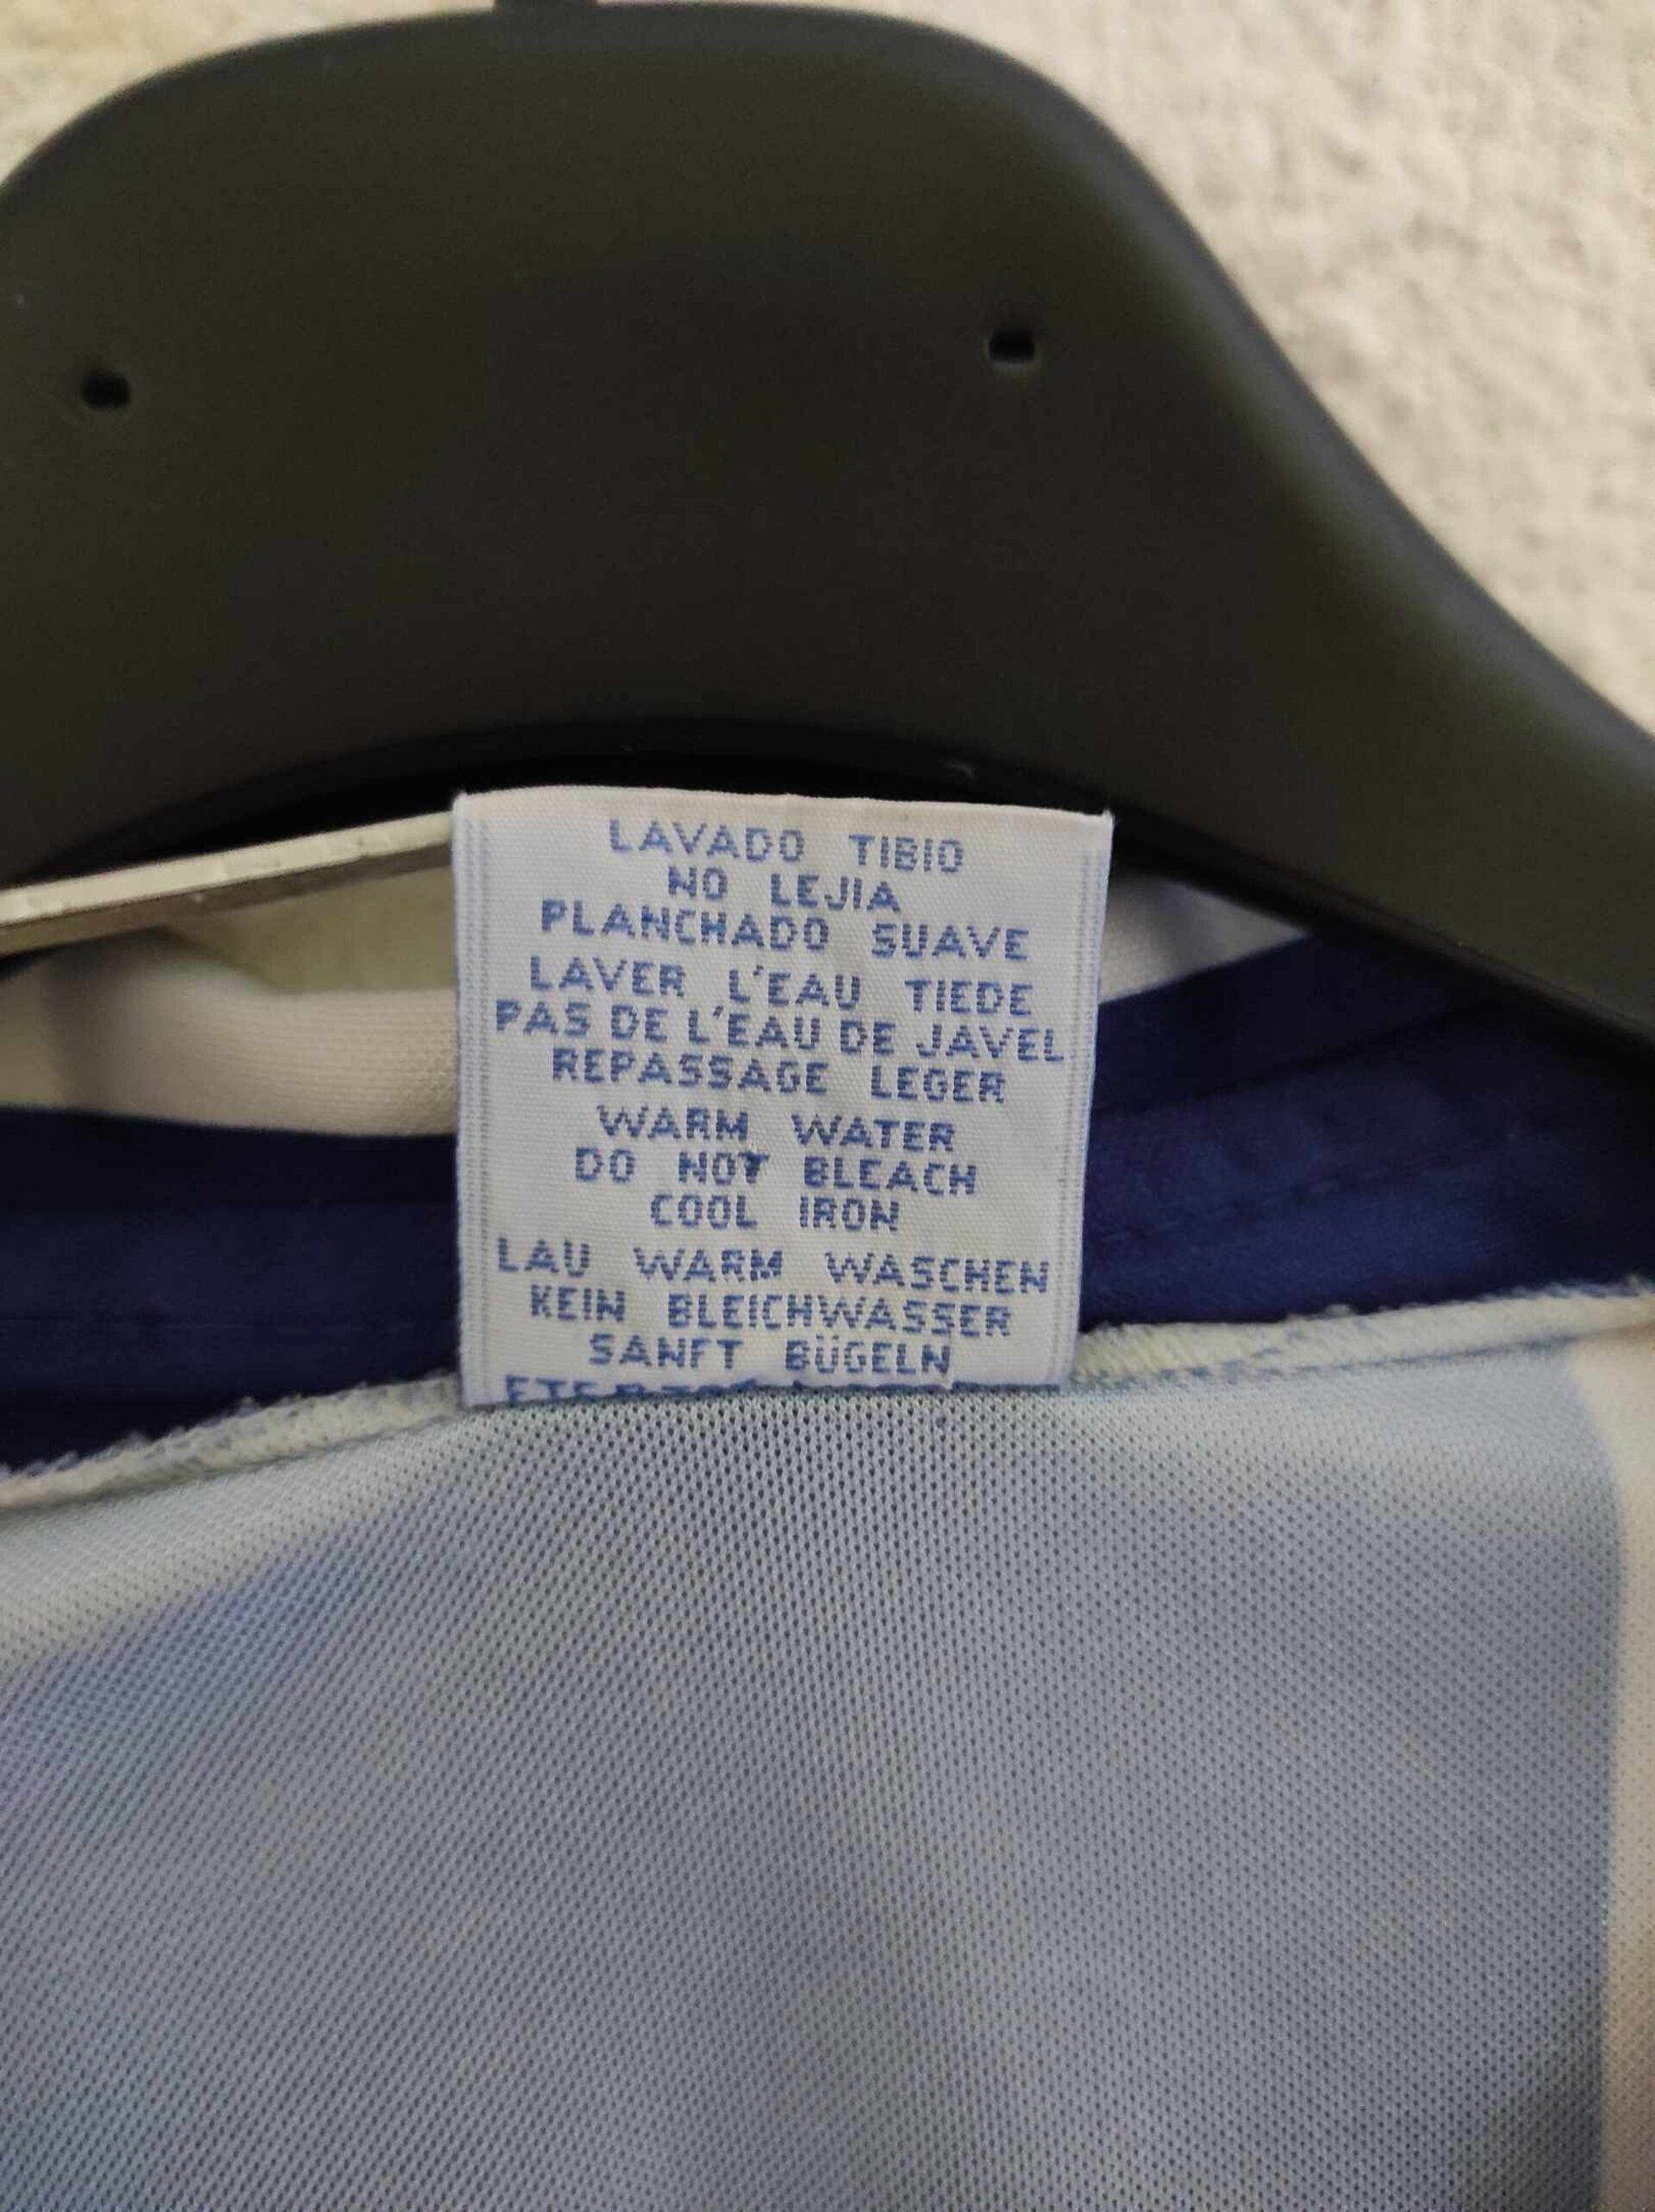 LAVADO TIBIO
NO LEJIA
PLANCHADO SUAVE
LAVER L'EAU TIEDE
PAS DE L'EAU DE JAVEL
REPASSAGE LEGER
WARM WATER
DO NOT BLEACH
COOL IRON
LAU WARM WASCHEN
KEIN BLEICHWASSER
SANFT BÜGELN